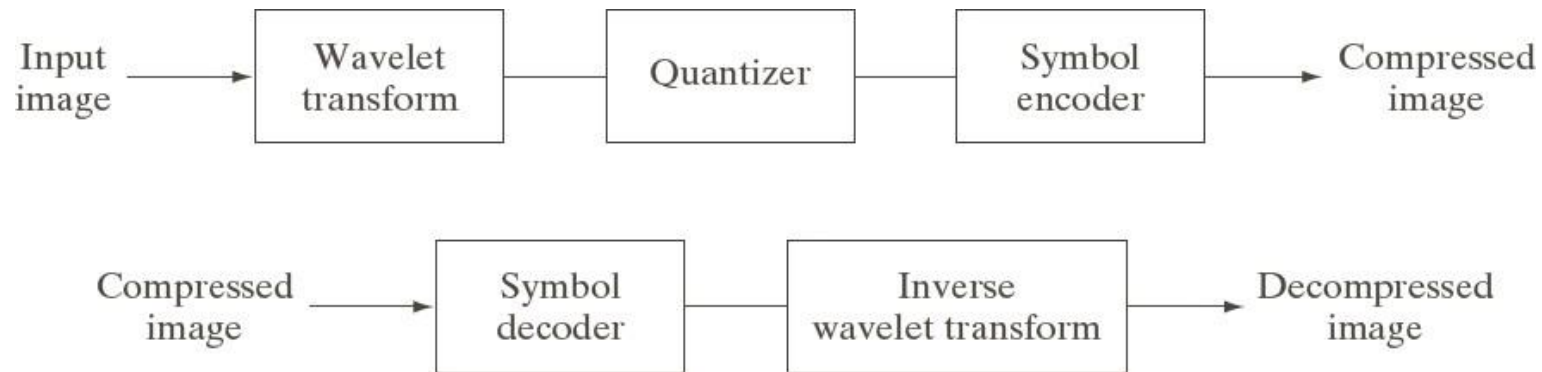 Input
image
Wavelet
transform
Quantizer
Symbol
encoder
Compressed
image
Compressed
image
Symbol
decoder
Inverse
wavelet transform
Decompressed
image